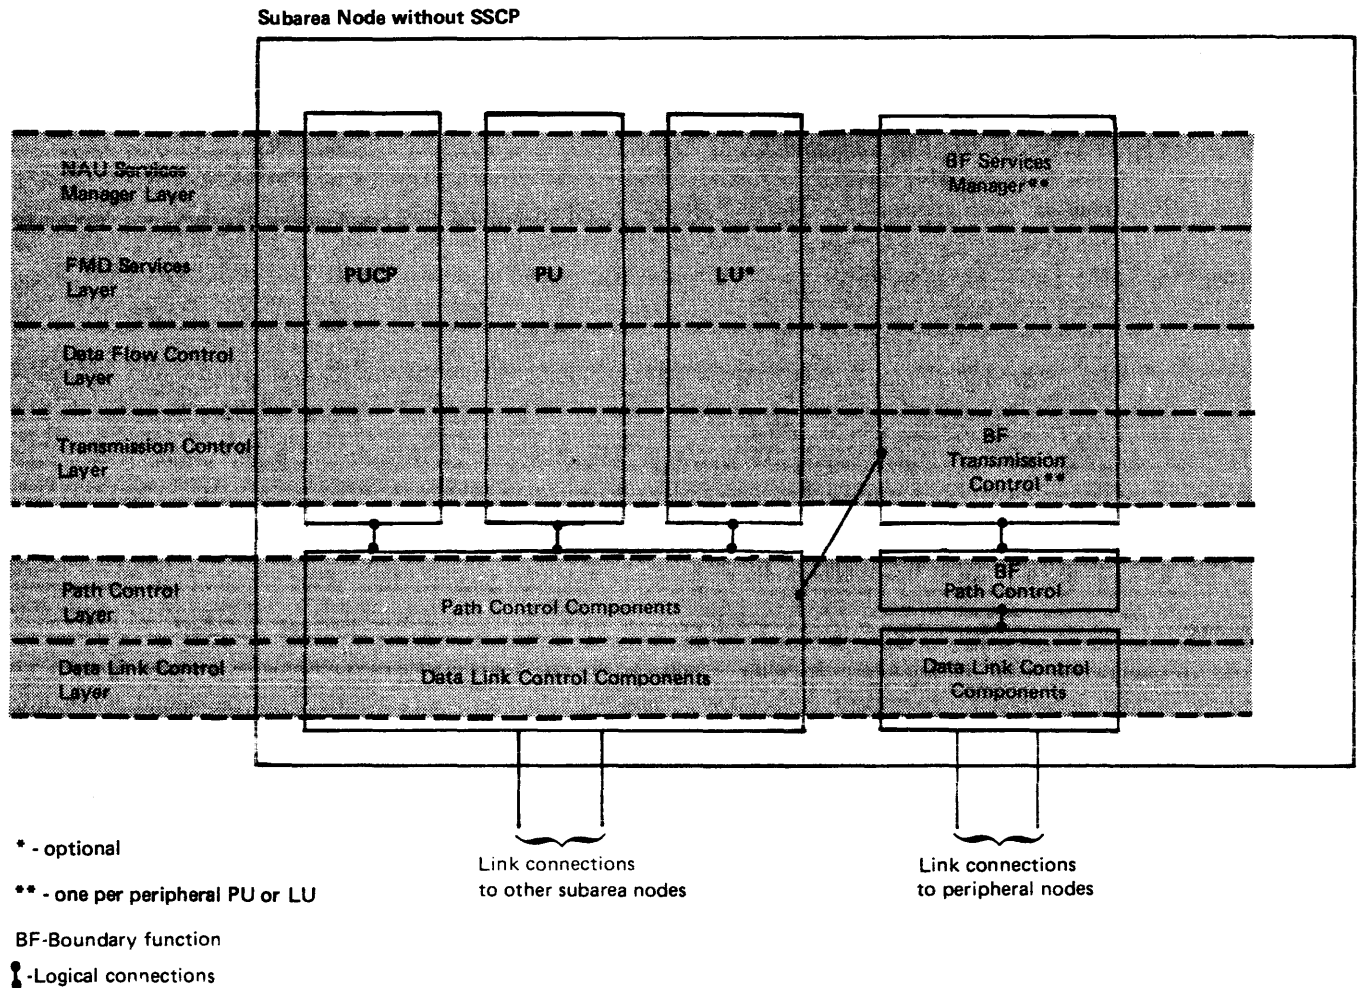 Subarea Node without SSCP
NAU Services
Manager Layer
BF Services
Manager**
FMD Services
Layer
PUCP
PU
LU*
Data Flow Control
Layer
Transmission Control
Layer
BF
Transmission
Control**
Path Control
Layer
Path Control Components
BF
Path Control
Data Link Control
Layer
Data Link Control Components
Data Link Control
Components
* - optional
** - one per peripheral PU or LU
BF-Boundary function
-Logical connections
Link connections
to other subarea nodes
Link connections
to peripheral nodes